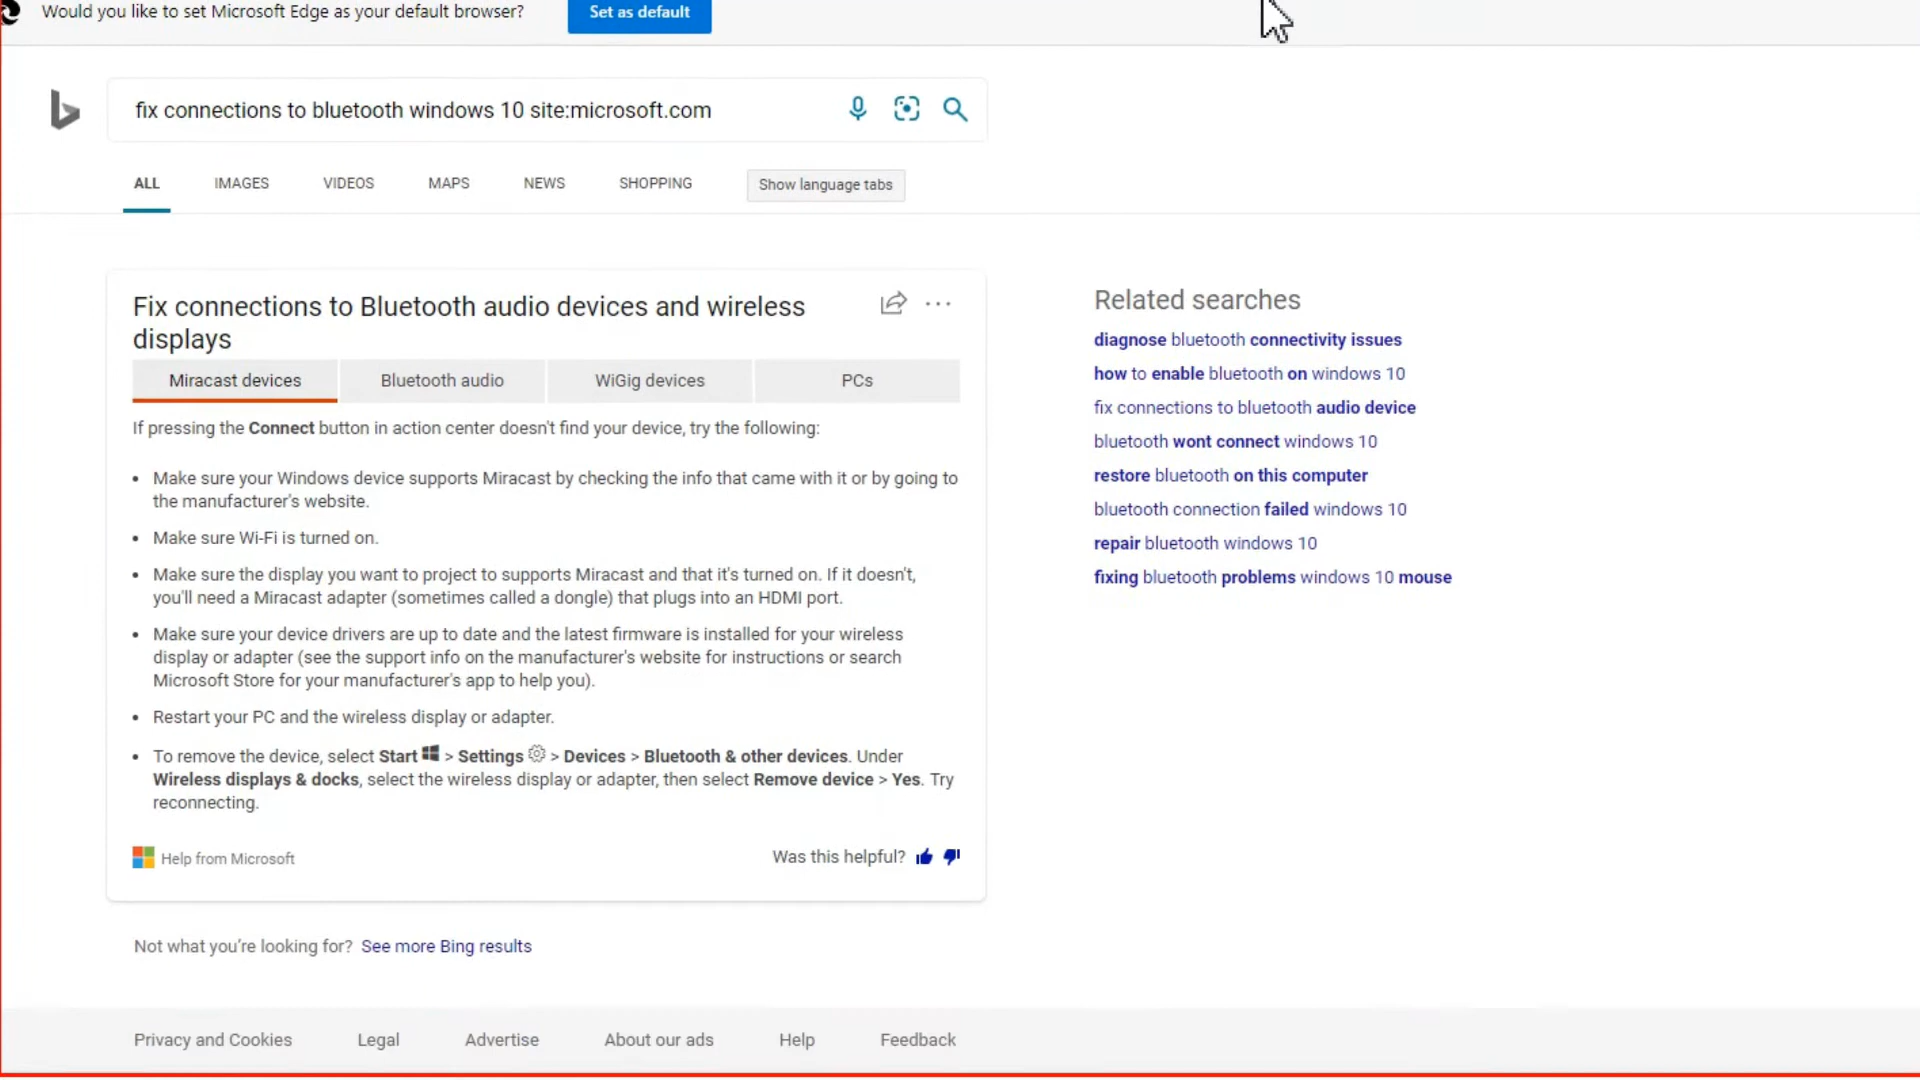 Would you like to set Microsoft Edge as your default browser?
Set as default
fix connections to bluetooth windows 10 site:microsoft.com
ALL
IMAGES
VIDEOS
MAPS
NEWS
SHOPPING
Show language tabs
Fix connections to Bluetooth audio devices and wireless
displays
Miracast devices
Bluetooth audio
WiGig devices
PCs
If pressing the Connect button in action center doesn't find your device, try the following:
• Make sure your Windows device supports Miracast by checking the info that came with it or by going to
the manufacturer's website.
• Make sure Wi-Fi is turned on.
• Make sure the display you want to project to supports Miracast and that it's turned on. If it doesn't,
you'll need a Miracast adapter (sometimes called a dongle) that plugs into an HDMI port.
• Make sure your device drivers are up to date and the latest firmware is installed for your wireless
display or adapter (see the support info on the manufacturer's website for instructions or search
Microsoft Store for your manufacturer's app to help you).
• Restart your PC and the wireless display or adapter.
• To remove the device, select Start > Settings > Devices > Bluetooth & other devices. Under
Wireless displays & docks, select the wireless display or adapter, then select Remove device > Yes. Try
reconnecting.
Help from Microsoft
Was this helpful?
Not what you're looking for? See more Bing results
Related searches
diagnose bluetooth connectivity issues
how to enable bluetooth on windows 10
fix connections to bluetooth audio device
bluetooth wont connect windows 10
restore bluetooth on this computer
bluetooth connection failed windows 10
repair bluetooth windows 10
fixing bluetooth problems windows 10 mouse
Privacy and Cookies
Legal
Advertise
About our ads
Help
Feedback